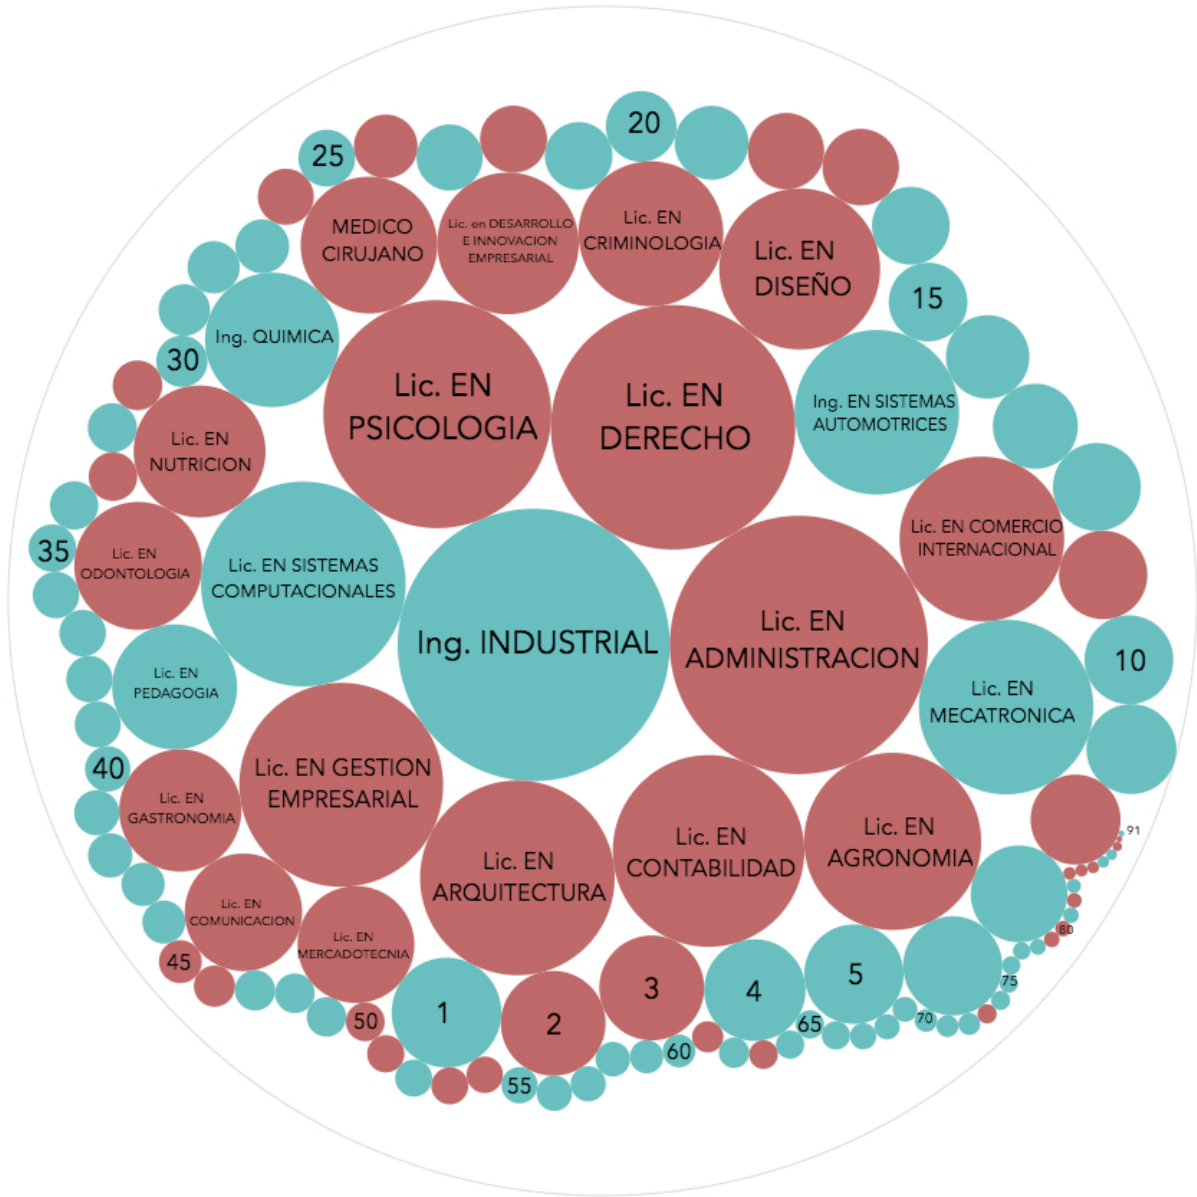 20
25
MEDICO
CIRUJANO
Lic. en DESARROLLO
E INNOVACION
EMPRESARIAL
Lic. EN
CRIMINOLOGIA
Lic. EN
DISEÑO
15
Ing. QUIMICA
30
Lic. EN
PSICOLOGIA
Lic. EN
DERECHO
Ing. EN SISTEMAS
AUTOMOTRICES
Lic. EN
NUTRICION
35
Lic. EN
ODONTOLOGIA
Lic. EN SISTEMAS
COMPUTACIONALES
Ing. INDUSTRIAL
Lic. EN
ADMINISTRACION
Lic. EN COMERCIO
INTERNACIONAL
10
Lic. EN
PEDAGOGIA
Lic. EN
MECATRONICA
40
Lic. EN
GASTRONOMIA
Lic. EN GESTION
EMPRESARIAL
Lic. EN
ARQUITECTURA
Lic. EN
CONTABILIDAD
Lic. EN
AGRONOMIA
91
Lic. EN
COMUNICACION
Lic. EN
MERCADOTECNIA
80
45
50
1
2
3
4
5
75
70
65
60
55